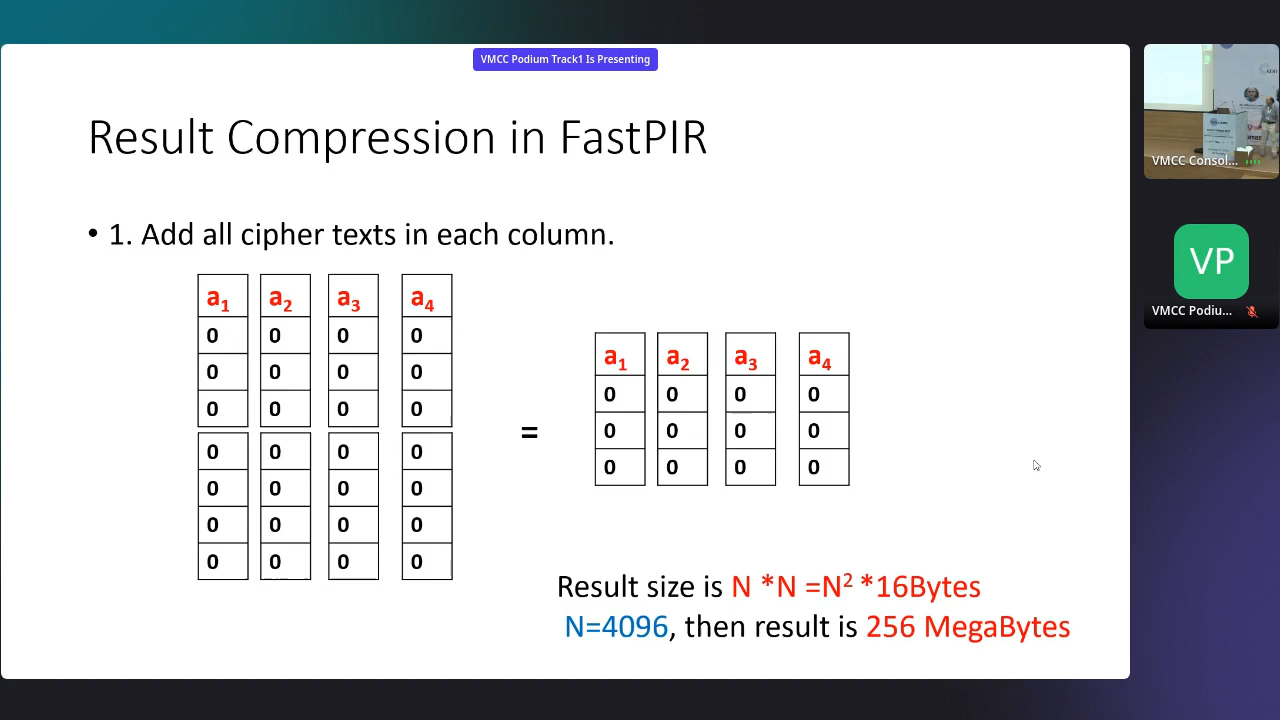 VMCC Podium Track1 Is Presenting
Result Compression in FastPIR
• 1. Add all cipher texts in each column.
a1 a2 a3 a4
0 0 0 0
0 0 0 0
0 0 0 0
0 0 0 0
0 0 0 0
0 0 0 0
0 0 0 0
=
a1 a2 a3 a4
0 0 0 0
0 0 0 0
0 0 0 0
Result size is N *N =N² *16Bytes
N=4096, then result is 256 MegaBytes
VMCC Consol...
VP
VMCC Podiu...